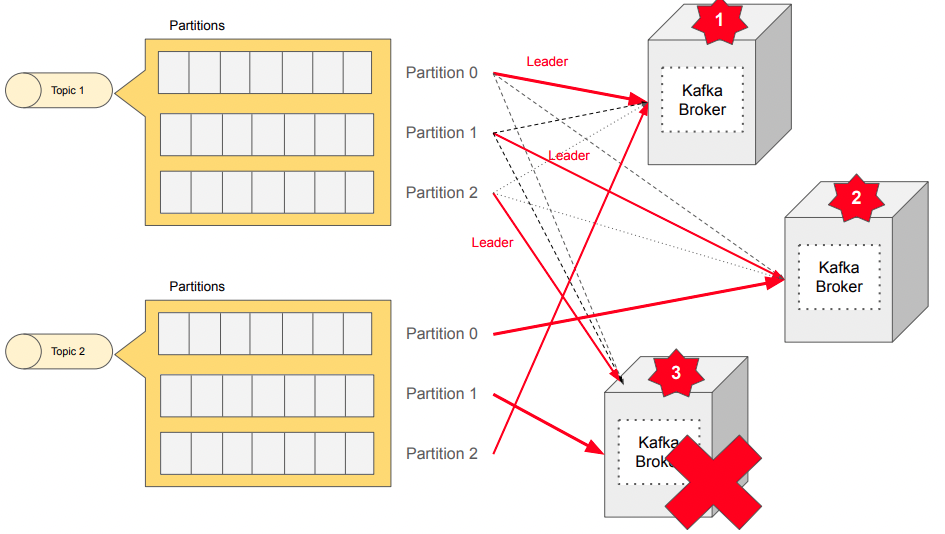 Partitions
Topic 1
Partition 0
Partition 1
Partition 2
Leader
Leader
Leader
1
Kafka
Broker
2
Kafka
Broker
Partitions
Topic 2
Partition 0
Partition 1
Partition 2
3
Kafka